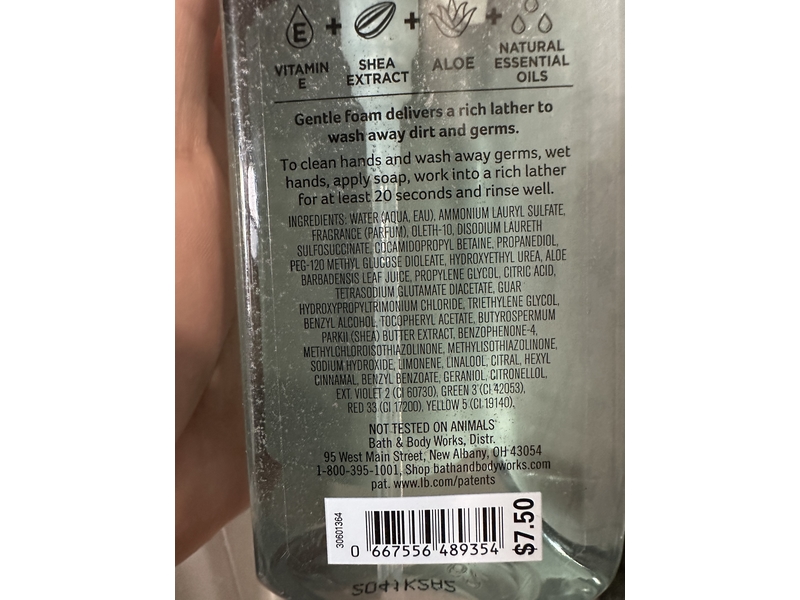 E + + +
VITAMIN E
SHEA EXTRACT
ALOE
NATURAL ESSENTIAL OILS
Gentle foam delivers a rich lather to
wash away dirt and germs.
To clean hands and wash away germs, wet
hands, apply soap, work into a rich lather
for at least 20 seconds and rinse well.
INGREDIENTS: WATER (AQUA, EAU), AMMONIUM LAURYL SULFATE,
FRAGRANCE (PARFUM), OLETH-10, DISODIUM LAURETH
SULFOSUCCINATE, COCAMIDOPROPYL BETAINE, PROPANEDIOL,
PEG-120 METHYL GLUCOSE DIOLEATE, HYDROXYETHYL UREA, ALOE
BARBADENSIS LEAF JUICE, PROPYLENE GLYCOL, CITRIC ACID,
TETRASODIUM GLUTAMATE DIACETATE, GUAR
HYDROXYPROPYLTRIMONIUM CHLORIDE, TRIETHYLENE GLYCOL,
BENZYL ALCOHOL, TOCOPHERYL ACETATE, BUTYROSPERMUM
PARKII (SHEA) BUTTER EXTRACT, BENZOPHENONE-4,
METHYLCHLOROISOTHIAZOLINONE, METHYLISOTHIAZOLINONE,
SODIUM HYDROXIDE, LIMONENE, LINALOOL, CITRAL, HEXYL
CINNAMAL, BENZYL BENZOATE, GERANIOL, CITRONELLOL,
EXT. VIOLET 2 (CI 60730), GREEN 3 (CI 42053),
RED 33 (CI 17200), YELLOW 5 (CI 19140).
NOT TESTED ON ANIMALS
Bath & Body Works, Distr.
95 West Main Street, New Albany, OH 43054
1-800-395-1001, Shop bathandbodyworks.com
pat. www.lb.com/patents
30601364
0 667556 489354
$7.50